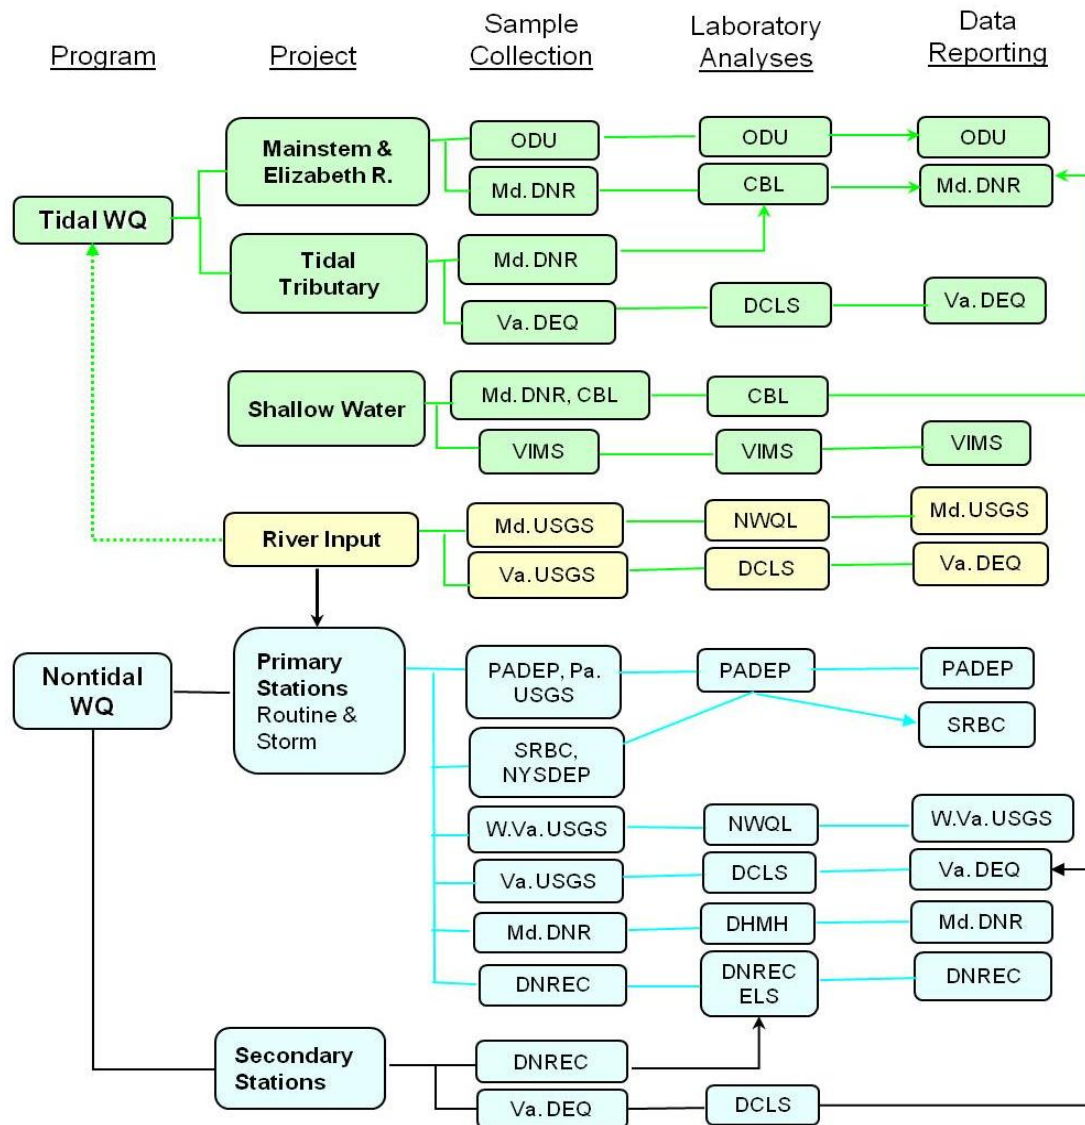 Program
Project
Sample
Collection
Laboratory
Analyses
Data
Reporting
Mainstem &
Elizabeth R.
ODU
ODU
ODU
Md.DNR
CBL
Md.DNR
Tidal WQ
Tidal
Tributary
Md.DNR
Va.DEQ
DCLS
Va.DEQ
Shallow Water
Md.DNR, CBL
CBL
VIMS
VIMS
VIMS
River Input
Md.USGS
NWQL
Md.USGS
Va.USGS
DCLS
Va.DEQ
Nontidal
WQ
Primary
Stations
Routine &
Storm
PADEP, Pa.
USGS
PADEP
PADEP
SRBC,
NYSDEP
SRBC
W.Va.USGS
NWQL
W.Va.USGS
Va.USGS
DCLS
Va.DEQ
Md.DNR
DHMH
Md.DNR
DNREC
DNREC
ELS
DNREC
Secondary
Stations
DNREC
Va.DEQ
DCLS